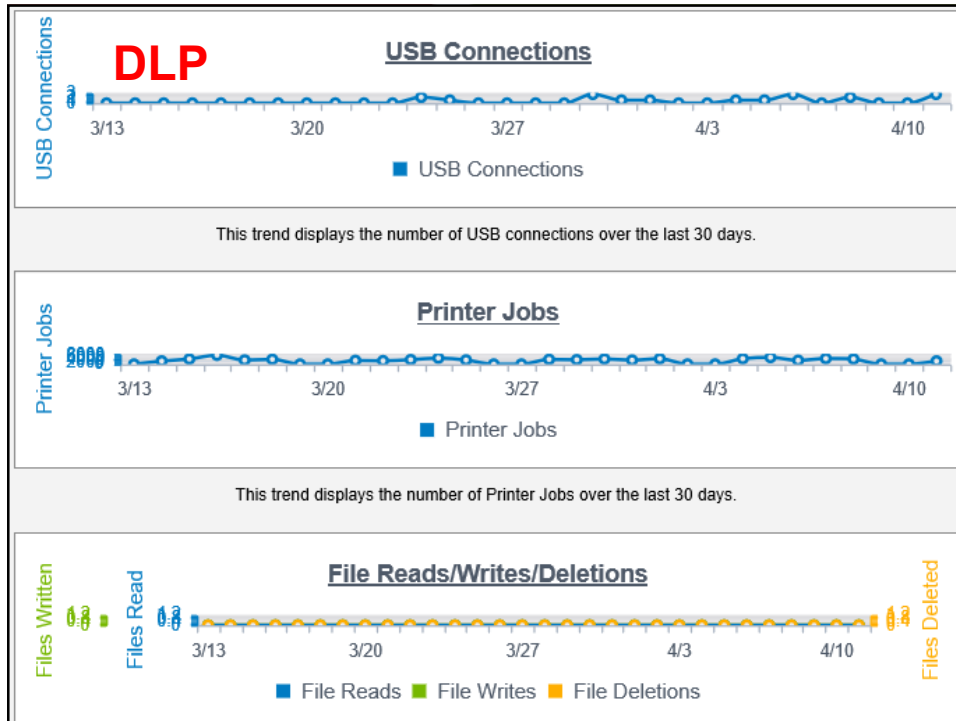 DLP
USB Connections
USB Connections
0
3/13 3/20 3/27 4/3 4/10
USB Connections
This trend displays the number of USB connections over the last 30 days.
Printer Jobs
Printer Jobs
6000
2000
0
3/13 3/20 3/27 4/3 4/10
Printer Jobs
This trend displays the number of Printer Jobs over the last 30 days.
File Reads/Writes/Deletions
Files Written
Files Read
Files Deleted
3/13 3/20 3/27 4/3 4/10
File Reads File Writes File Deletions